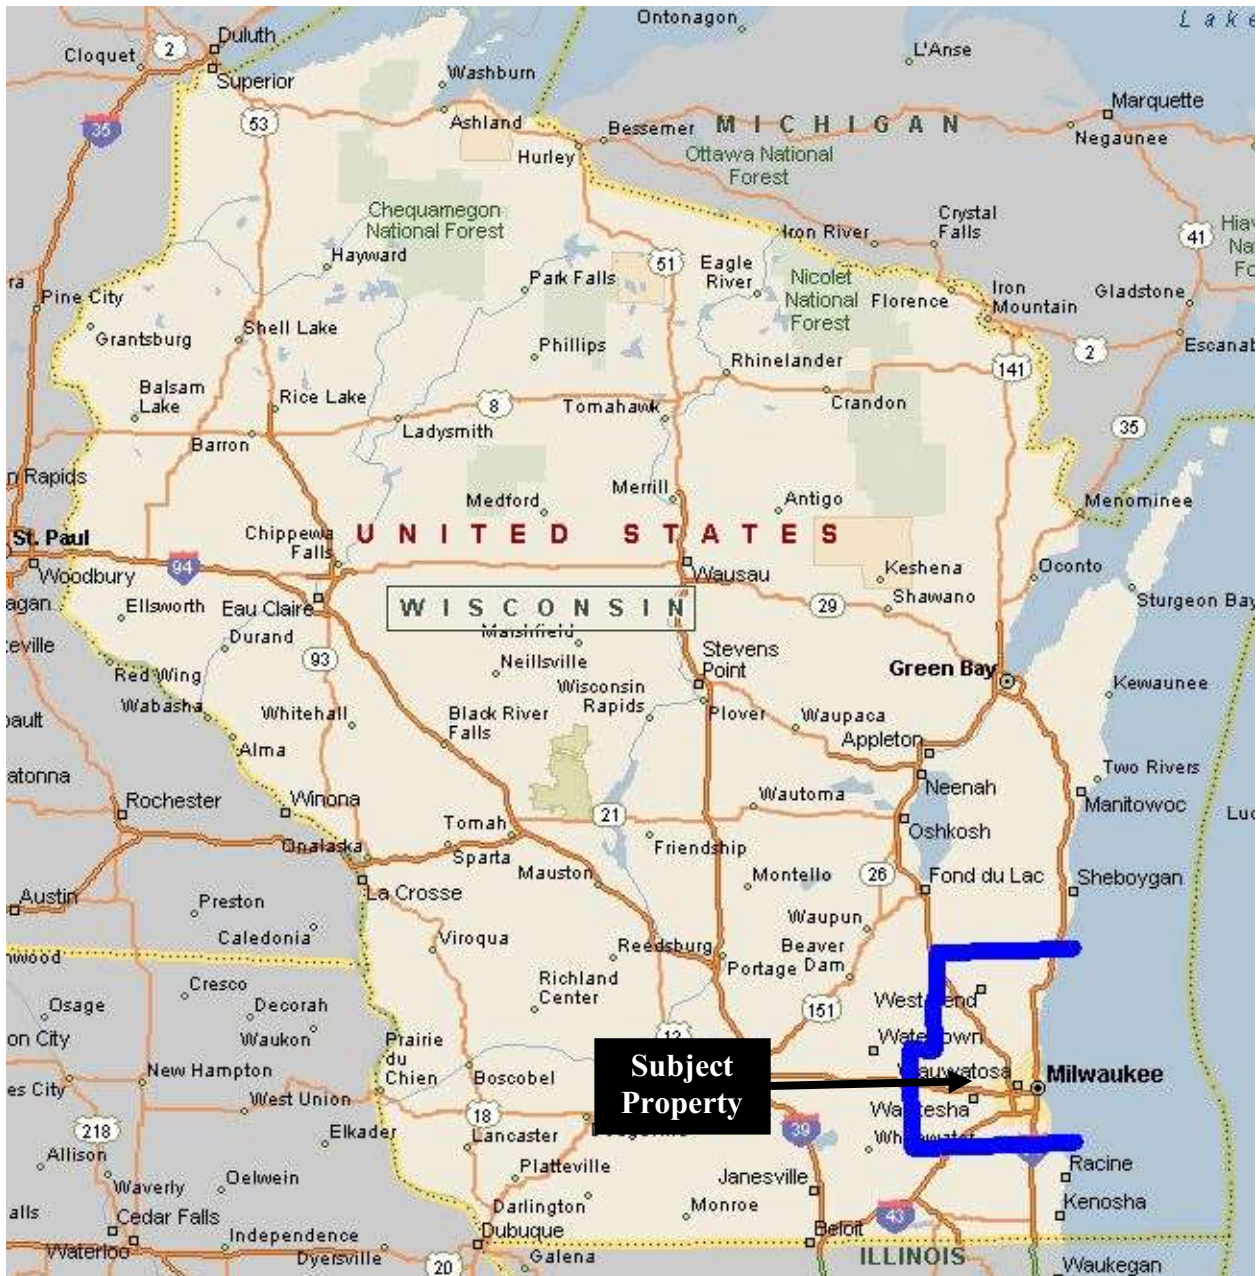 Ontonagon
Lake
Duluth
Cloquet
2
L'Anse
Superior
Washburn
Marquette
35
53
Ashland
Bessemer
MICHIGAN
Negaunee
Hurley
Ottawa National
Forest
Chequamegon
National Forest
Crystal
Falls
Iron River
41
Hayward
51
Eagle
River
Park Falls
Nicolet
National
Forest
Florence
Iron
Mountain
Gladstone
Pine City
Grantsburg
Shell Lake
Phillips
Rhinelander
2
141
Balsam
Lake
Rice Lake
8
Tomahawk
Crandon
Ladysmith
35
Barron
Merrill
Antigo
Medford
Menominee
Chippewa
Falls
UNITED STATES
St. Paul
Woodbury
94
Wausau
Keshena
Oconto
Ellsworth
Eau Claire
WISCONSIN
29
Shawano
Sturgeon Bay
Durand
Marshfield
93
Neillsville
Stevens
Point
Green Bay
Red Wing
Wisconsin
Rapids
Kewaunee
Wabasha
Whitehall
Black River
Falls
Plover
Waupaca
Alma
Appleton
Two Rivers
Neenah
Rochester
Winona
21
Wautoma
Manitowoc
Tomah
Oshkosh
Onalaska
Sparta
Friendship
Mauston
26
Austin
La Crosse
Montello
Fond du Lac
Sheboygan
Preston
Waupun
Caledonia
Viroqua
Reedsburg
Beaver
Dam
Portage
Cresco
Richland
Center
Osage
Decorah
151
West Bend
Waukon
Prairie
du
Chien
12
Watertown
Subject
Property
New Hampton
Boscobel
Wauwatosa
Milwaukee
West Union
18
Waukesha
218
Elkader
Lancaster
39
Whitewater
Allison
Platteville
Racine
Waverly
Oelwein
Janesville
Darlington
Monroe
Kenosha
Cedar Falls
43
Independence
Dubuque
Beloit
Waterloo
Dyersville
20
Galena
ILLINOIS
Waukegan